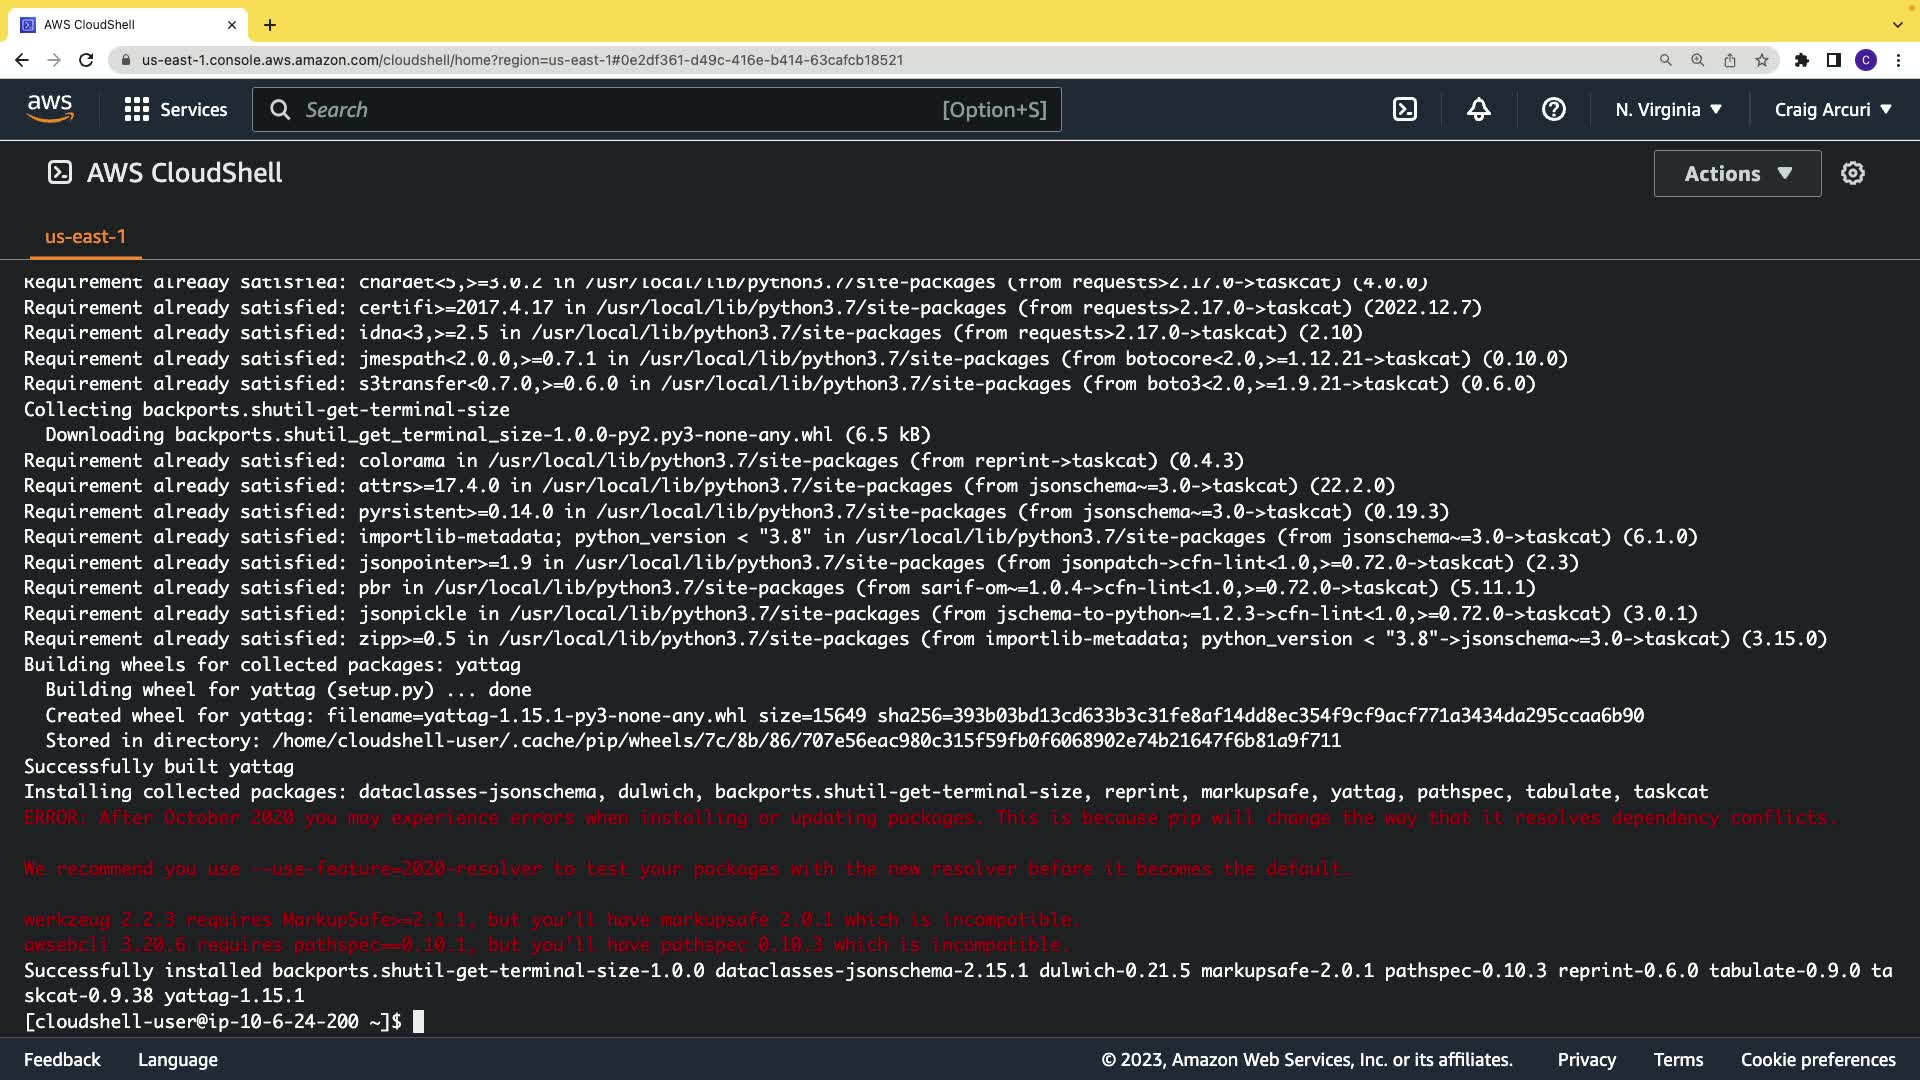 AWS CloudShell
us-east-1.console.aws.amazon.com/cloudshell/home?region=us-east-1#0e2df361-d49c-416e-b414-63cafcb18521
C
aws
Services
Search
[Option+S]
N. Virginia
Craig Arcuri
AWS CloudShell
Actions
us-east-1
Requirement already satisfied: chardet<5,>=3.0.2 in /usr/local/lib/python3.7/site-packages (from requests>2.17.0->taskcat) (4.0.0)
Requirement already satisfied: certifi>=2017.4.17 in /usr/local/lib/python3.7/site-packages (from requests>2.17.0->taskcat) (2022.12.7)
Requirement already satisfied: idna<3,>=2.5 in /usr/local/lib/python3.7/site-packages (from requests>2.17.0->taskcat) (2.10)
Requirement already satisfied: jmespath<2.0.0,>=0.7.1 in /usr/local/lib/python3.7/site-packages (from botocore<2.0,>=1.12.21->taskcat) (0.10.0)
Requirement already satisfied: s3transfer<0.7.0,>=0.6.0 in /usr/local/lib/python3.7/site-packages (from boto3<2.0,>=1.9.21->taskcat) (0.6.0)
Collecting backports.shutil-get-terminal-size
Downloading backports.shutil_get_terminal_size-1.0.0-py2.py3-none-any.whl (6.5 kB)
Requirement already satisfied: colorama in /usr/local/lib/python3.7/site-packages (from reprint->taskcat) (0.4.3)
Requirement already satisfied: attrs>=17.4.0 in /usr/local/lib/python3.7/site-packages (from jsonschema~=3.0->taskcat) (22.2.0)
Requirement already satisfied: pyrsistent>=0.14.0 in /usr/local/lib/python3.7/site-packages (from jsonschema~=3.0->taskcat) (0.19.3)
Requirement already satisfied: importlib-metadata; python_version < "3.8" in /usr/local/lib/python3.7/site-packages (from jsonschema~=3.0->taskcat) (6.1.0)
Requirement already satisfied: jsonpointer>=1.9 in /usr/local/lib/python3.7/site-packages (from jsonpatch->cfn-lint<1.0,>=0.72.0->taskcat) (2.3)
Requirement already satisfied: pbr in /usr/local/lib/python3.7/site-packages (from sarif-om~=1.0.4->cfn-lint<1.0,>=0.72.0->taskcat) (5.11.1)
Requirement already satisfied: jsonpickle in /usr/local/lib/python3.7/site-packages (from jschema-to-python~=1.2.3->cfn-lint<1.0,>=0.72.0->taskcat) (3.0.1)
Requirement already satisfied: zipp>=0.5 in /usr/local/lib/python3.7/site-packages (from importlib-metadata; python_version < "3.8"->jsonschema~=3.0->taskcat) (3.15.0)
Building wheels for collected packages: yattag
Building wheel for yattag (setup.py) ... done
Created wheel for yattag: filename=yattag-1.15.1-py3-none-any.whl size=15649 sha256=393b03bd13cd633b3c31fe8af14dd8ec354f9cf9acf771a3434da295ccaa6b90
Stored in directory: /home/cloudshell-user/.cache/pip/wheels/7c/8b/86/707e56eac980c315f59fb0f6068902e74b21647f6b81a9f711
Successfully built yattag
Installing collected packages: dataclasses-jsonschema, dulwich, backports.shutil-get-terminal-size, reprint, markupsafe, yattag, pathspec, tabulate, taskcat
ERROR: After October 2020 you may experience errors when installing or updating packages. This is because pip will change the way that it resolves dependency conflicts.
We recommend you use --use-feature=2020-resolver to test your packages with the new resolver before it becomes the default.
werkzeug 2.2.3 requires MarkupSafe>=2.1.1, but you'll have markupsafe 2.0.1 which is incompatible.
awsebcli 3.20.6 requires pathspec==0.10.1, but you'll have pathspec 0.10.3 which is incompatible.
Successfully installed backports.shutil-get-terminal-size-1.0.0 dataclasses-jsonschema-2.15.1 dulwich-0.21.5 markupsafe-2.0.1 pathspec-0.10.3 reprint-0.6.0 tabulate-0.9.0 ta
skcat-0.9.38 yattag-1.15.1
[cloudshell-user@ip-10-6-24-200 ~]$
Feedback
Language
© 2023, Amazon Web Services, Inc. or its affiliates.
Privacy
Terms
Cookie preferences